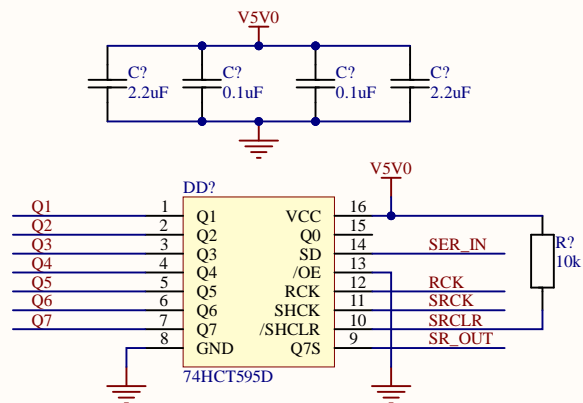 V5V0
C? C? C? C?
2.2uF 0.1uF 0.1uF 2.2uF
V5V0
DD?
Q1 1 Q1 VCC 16
Q2 2 Q2 Q0 15
Q3 3 Q3 SD 14 SER_IN
Q4 4 Q4 /OE 13
Q5 5 Q5 RCK 12 RCK
Q6 6 Q6 SHCK 11 SRCK
Q7 7 Q7 /SHCLR 10 SRCLR
8 GND Q7S 9 SR_OUT
R?
10k
74HCT595D